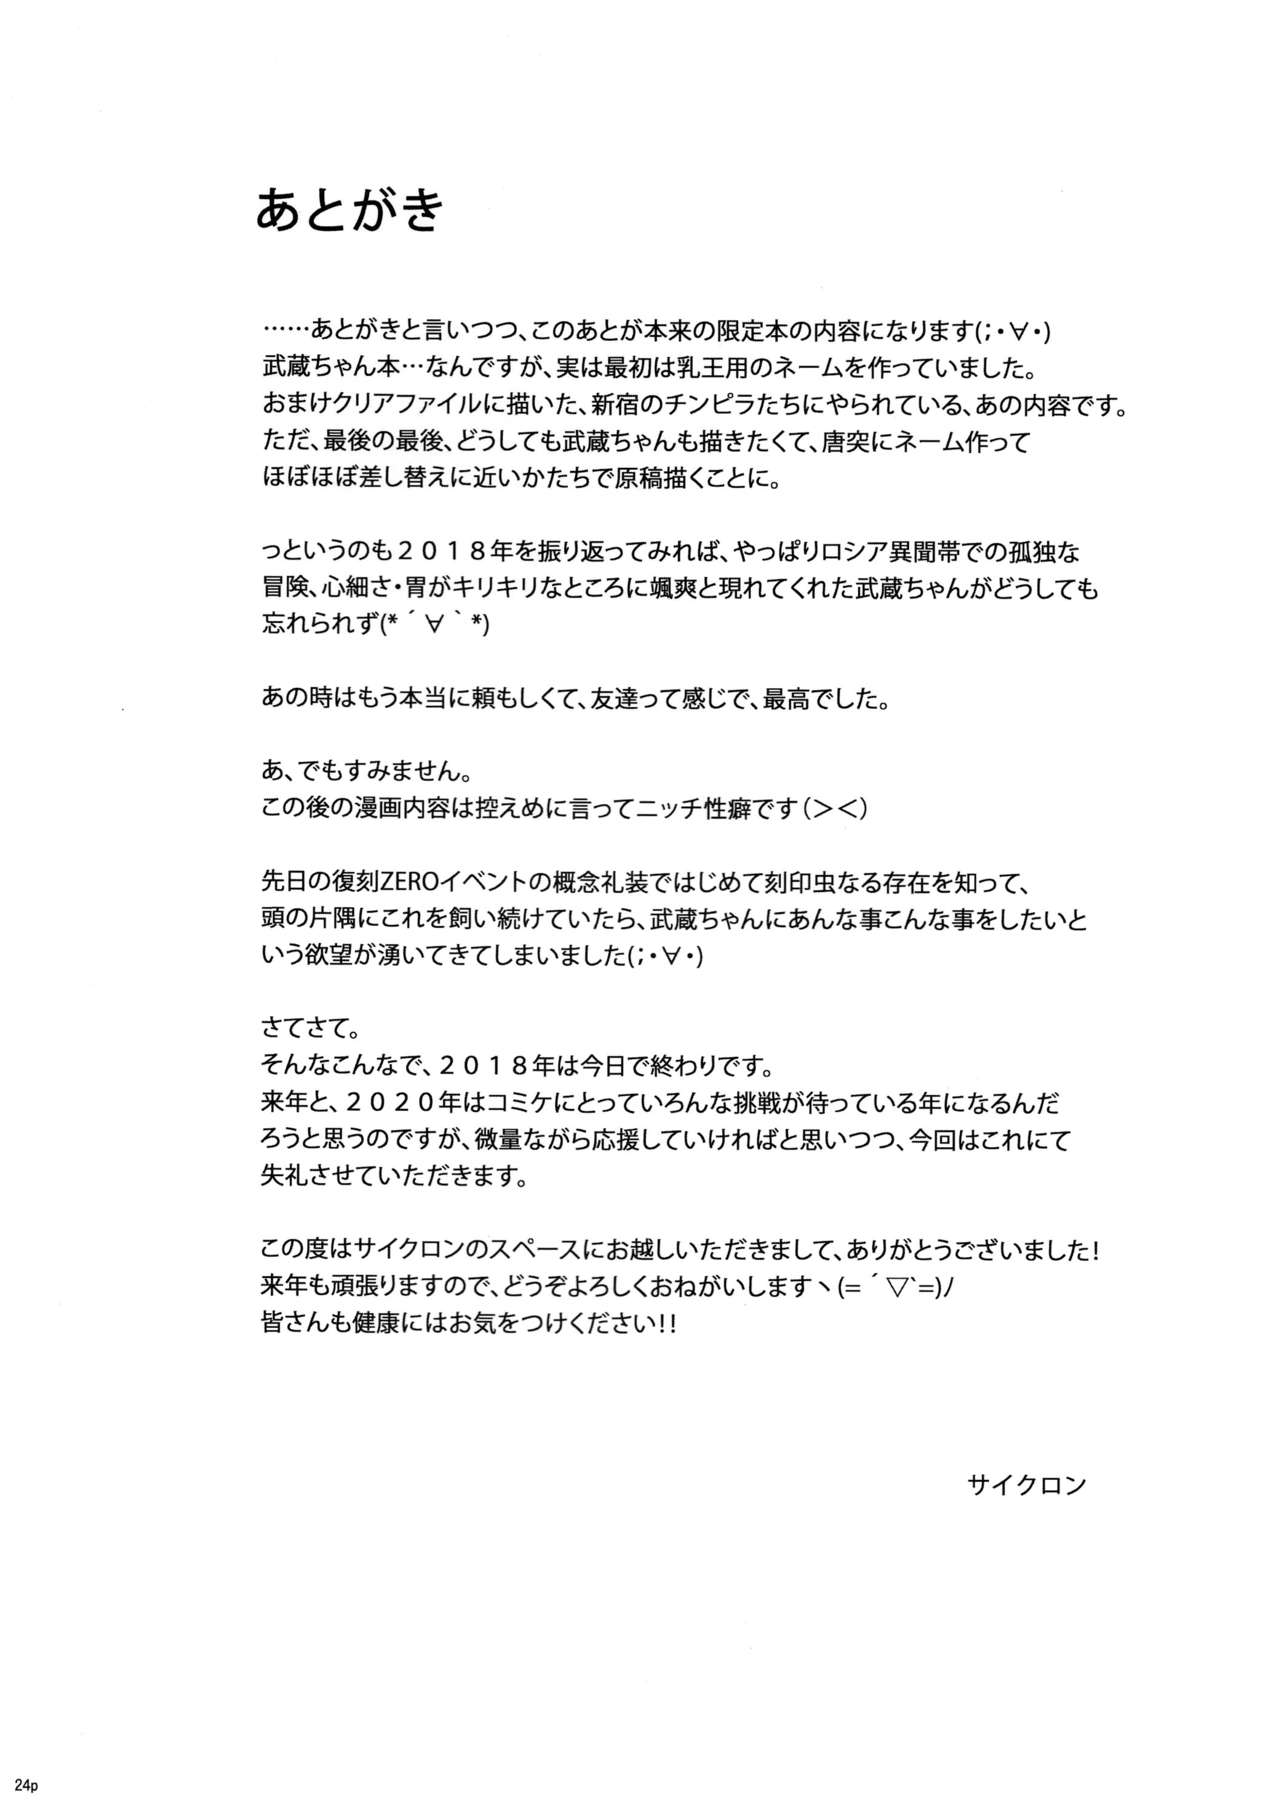 あとがき
……あとがきと言いつつ、このあとが本来の限定本の内容になります(；・∀・)
武蔵ちゃん本…なんですが、実は最初は乳王用のネームを作っていました。
おまけクリアファイルに描いた、新宿のチンピラたちにやられている、あの内容です。
ただ、最後の最後、どうしても武蔵ちゃんも描きたくて、唐突にネーム作って
ほぼほぼ差し替えに近いかたちで原稿描くことに。
っというのも２０１８年を振り返ってみれば、やっぱりロシア異聞帯での孤独な
冒険、心細さ・胃がキリキリなところに颯爽と現れてくれた武蔵ちゃんがどうしても
忘れられず(*´∀｀*)
あの時はもう本当に頼もしくて、友達って感じで、最高でした。
あ、でもすみません。
この後の漫画内容は控えめに言ってニッチ性癖です（＞＜）
先日の復刻ZEROイベントの概念礼装ではじめて刻印虫なる存在を知って、
頭の片隅にこれを飼い続けていたら、武蔵ちゃんにあんな事こんな事をしたいと
いう欲望が湧いてきてしまいました(；・∀・)
さてさて。
そんなこんなで、２０１８年は今日で終わりです。
来年と、２０２０年はコミケにとっていろんな挑戦が待っている年になるんだ
ろうと思うのですが、微量ながら応援していければと思いつつ、今回はこれにて
失礼させていただきます。
この度はサイクロンのスペースにお越しいただきまして、ありがとうございました！
来年も頑張りますので、どうぞよろしくおねがいしますヽ(=´▽`=)ﾉ
皆さんも健康にはお気をつけください！！
サイクロン
24p